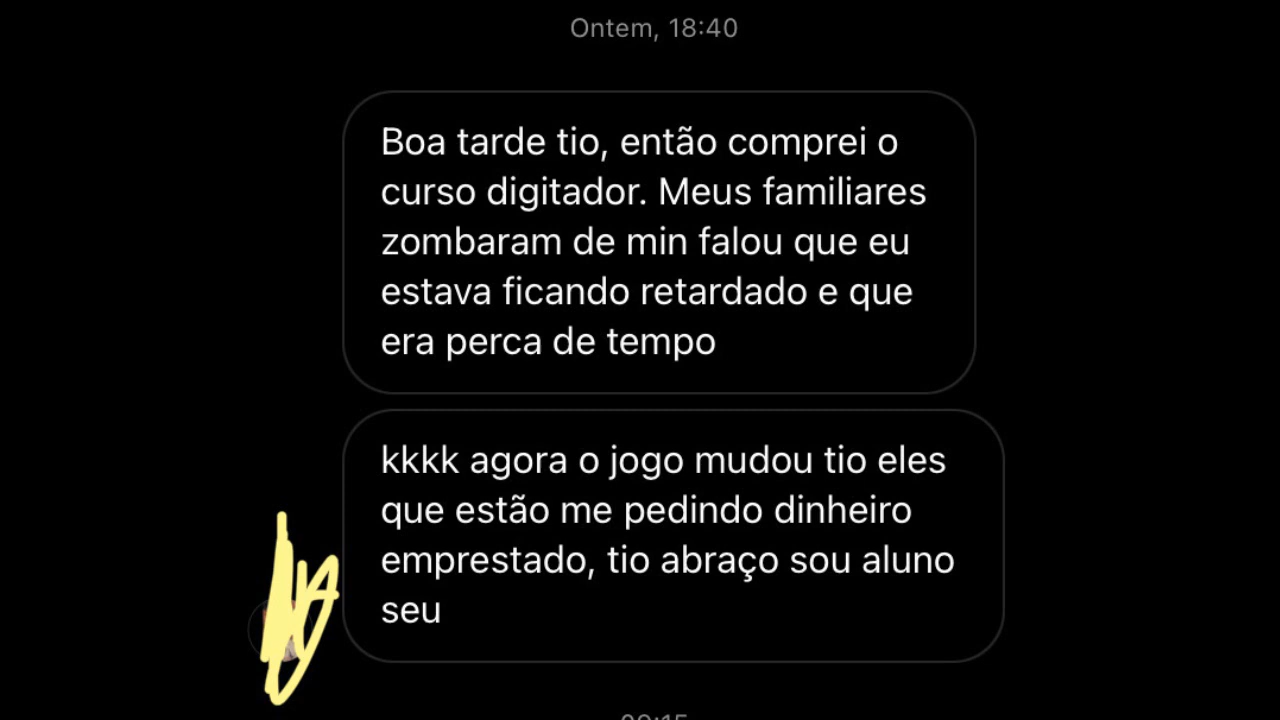 Ontem, 18:40
Boa tarde tio, então comprei o
curso digitador. Meus familiares
zombaram de min falou que eu
estava ficando retardado e que
era perca de tempo
kkkk agora o jogo mudou tio eles
que estão me pedindo dinheiro
emprestado, tio abraço sou aluno
seu